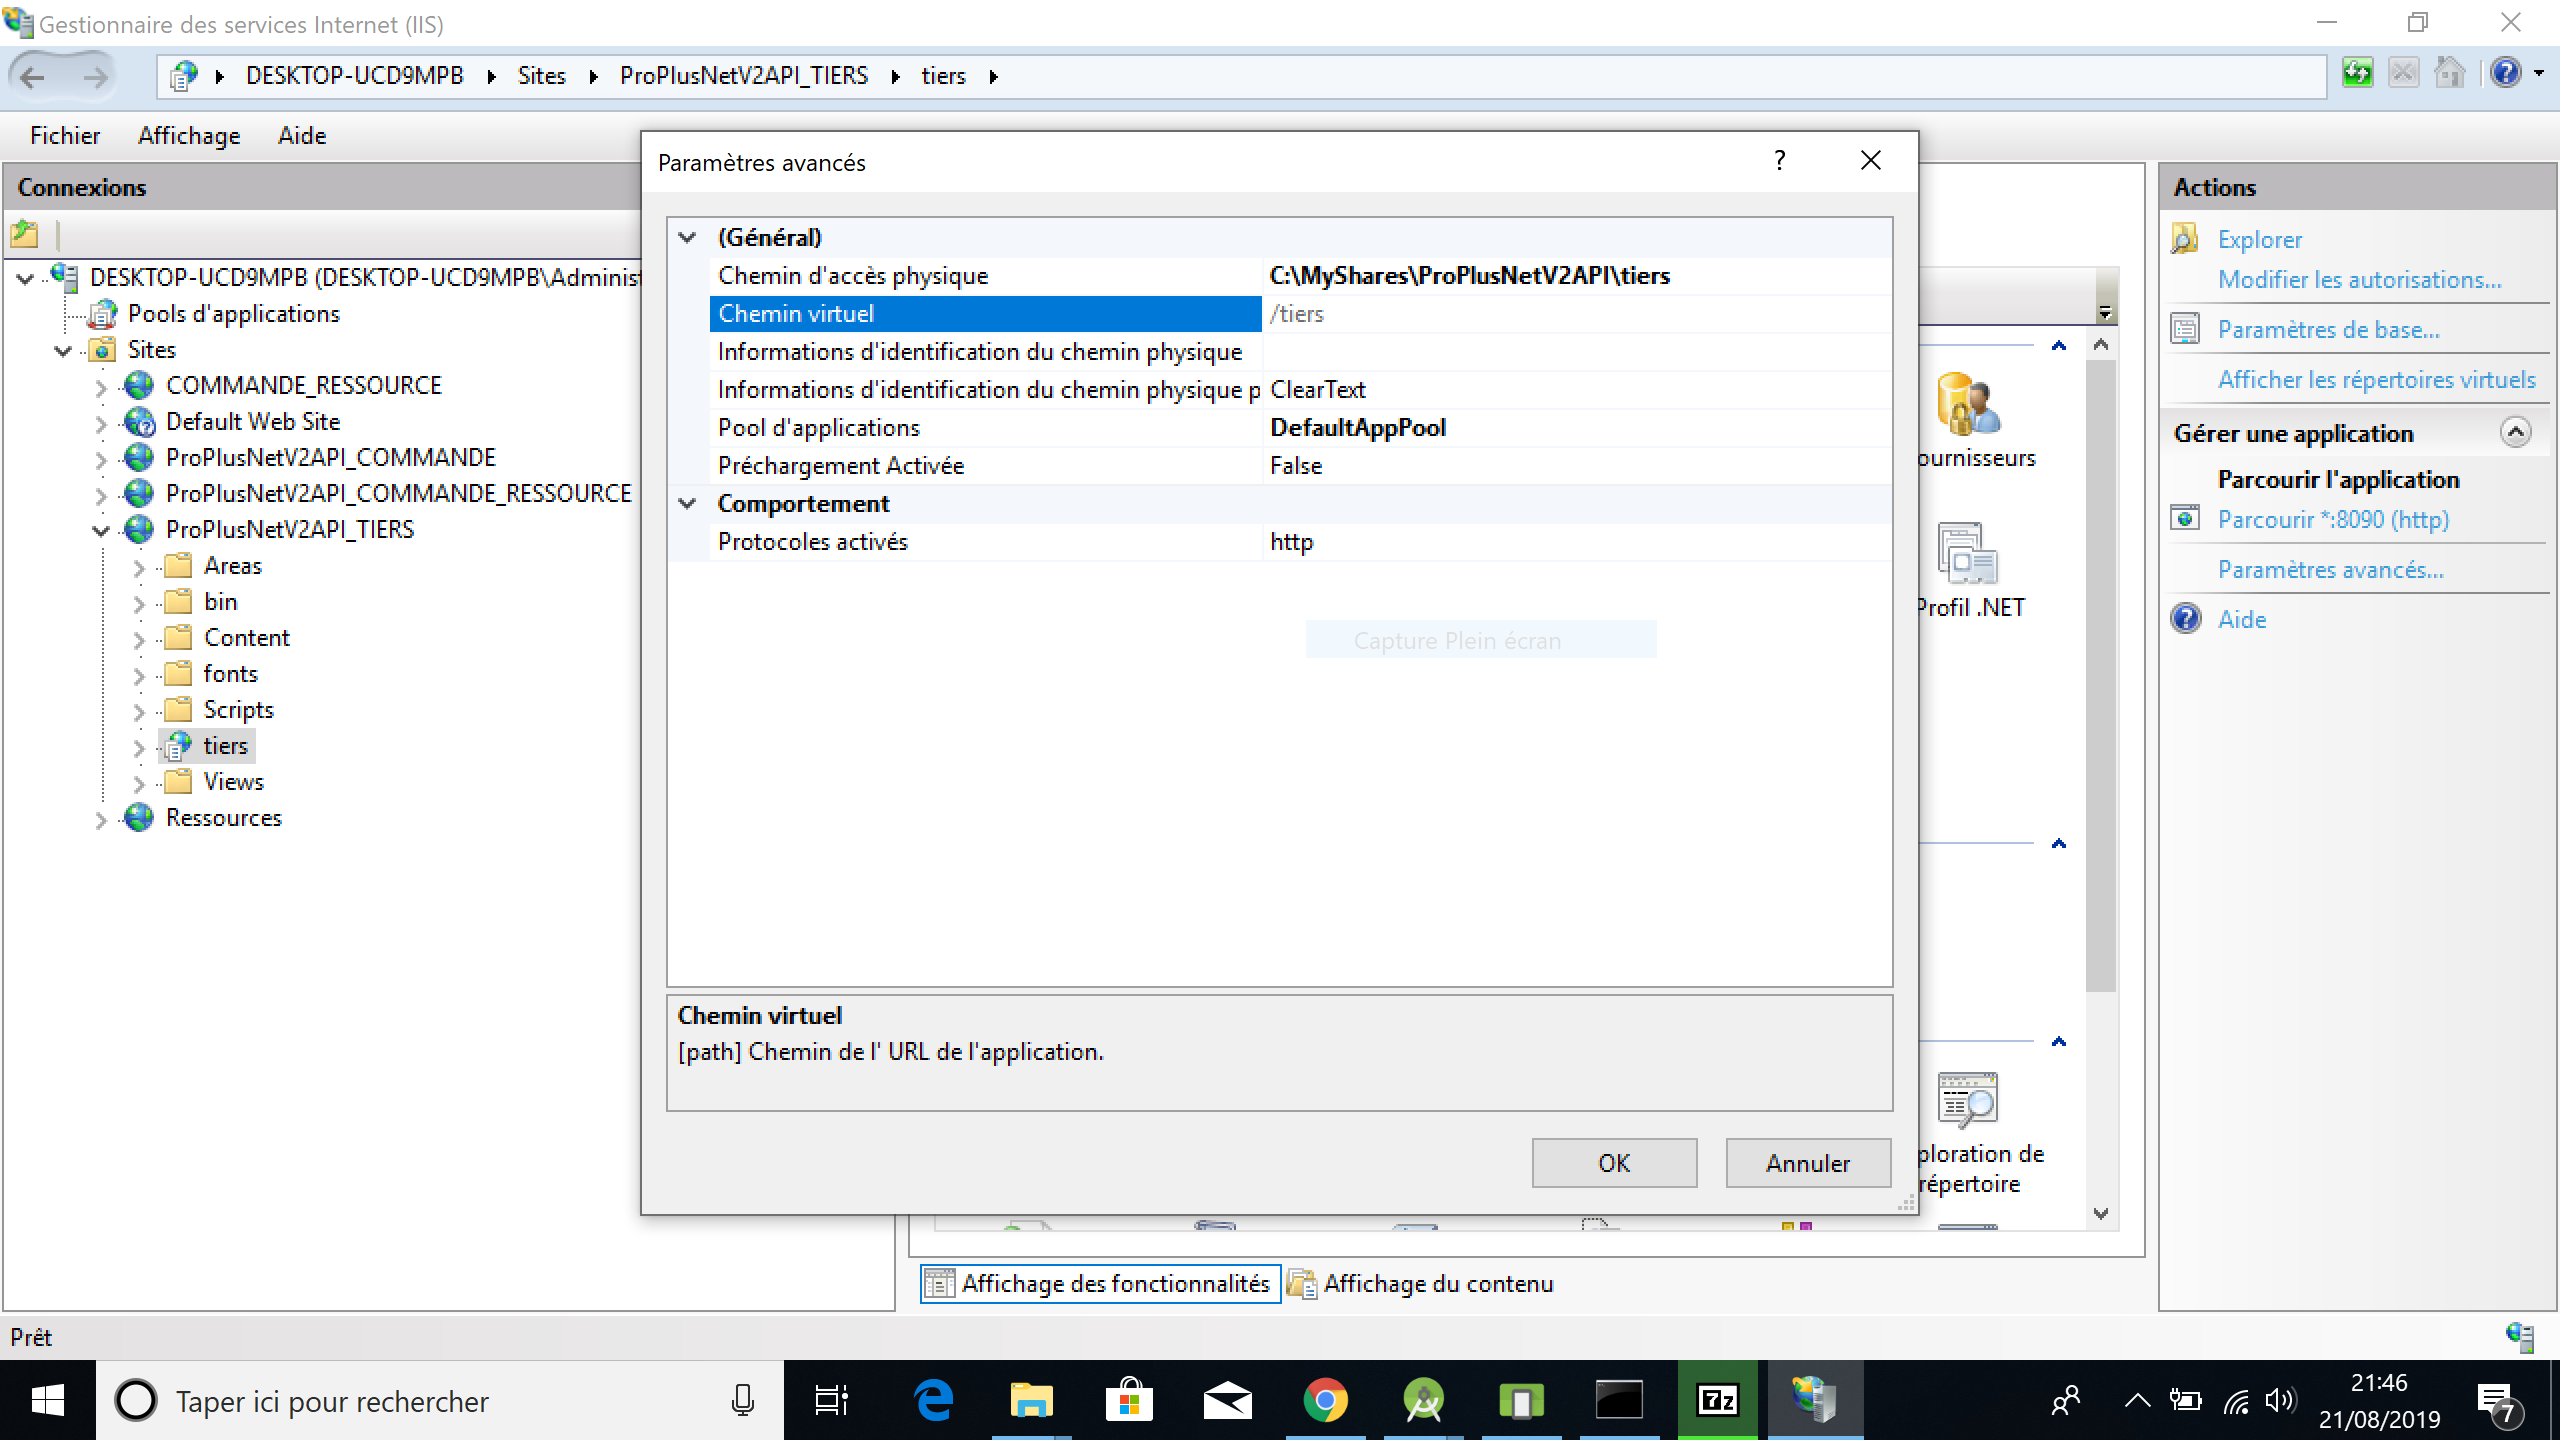 Gestionnaire des services Internet (IIS)
DESKTOP-UCD9MPB Sites ProPlusNetV2API_TIERS tiers
Fichier Affichage Aide
Connexions
DESKTOP-UCD9MPB (DESKTOP-UCD9MPB\Administ
Pools d'applications
Sites
COMMANDE_RESSOURCE
Default Web Site
ProPlusNetV2API_COMMANDE
ProPlusNetV2API_COMMANDE_RESSOURCE
ProPlusNetV2API_TIERS
Areas
bin
Content
fonts
Scripts
tiers
Views
Ressources
Paramètres avancés
?
(Général)
Chemin d'accès physique C:\MyShares\ProPlusNetV2API\tiers
Chemin virtuel /tiers
Informations d'identification du chemin physique
Informations d'identification du chemin physique p ClearText
Pool d'applications DefaultAppPool
Préchargement Activée False
Comportement
Protocoles activés http
Capture Plein écran
Chemin virtuel
[path] Chemin de l' URL de l'application.
OK Annuler
ournisseurs
Profil .NET
ploration de
répertoire
Affichage des fonctionnalités Affichage du contenu
Actions
Explorer
Modifier les autorisations...
Paramètres de base...
Afficher les répertoires virtuels
Gérer une application
Parcourir l'application
Parcourir *:8090 (http)
Paramètres avancés...
Aide
Prêt
Taper ici pour rechercher
7z
21:46
21/08/2019
7